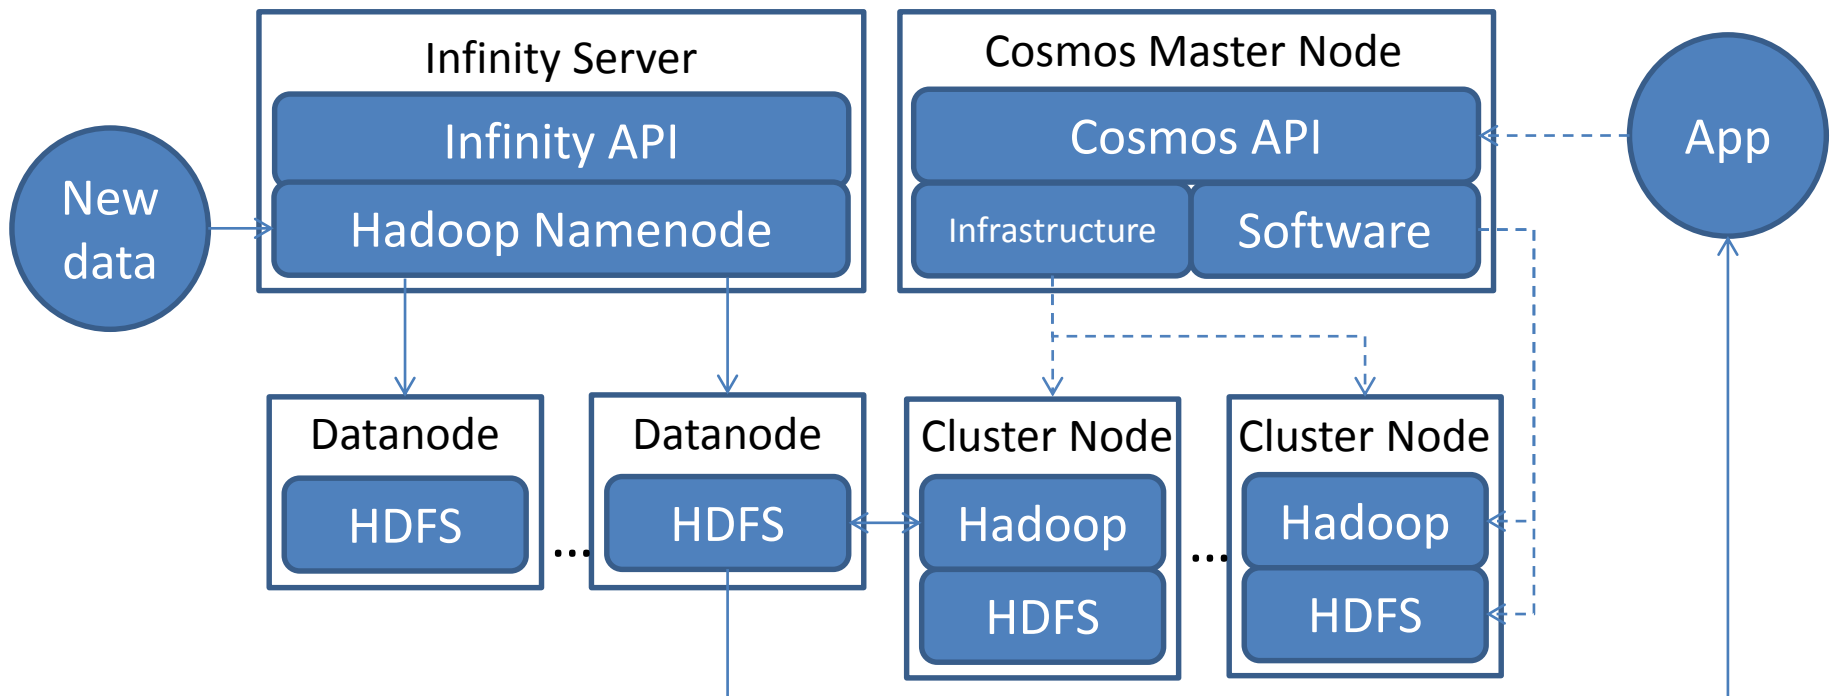 Infinity Server
Infinity API
Hadoop Namenode
New
data
Cosmos Master Node
Cosmos API
Infrastructure
Software
App
Datanode
HDFS
...
Datanode
HDFS
Cluster Node
Hadoop
HDFS
...
Cluster Node
Hadoop
HDFS